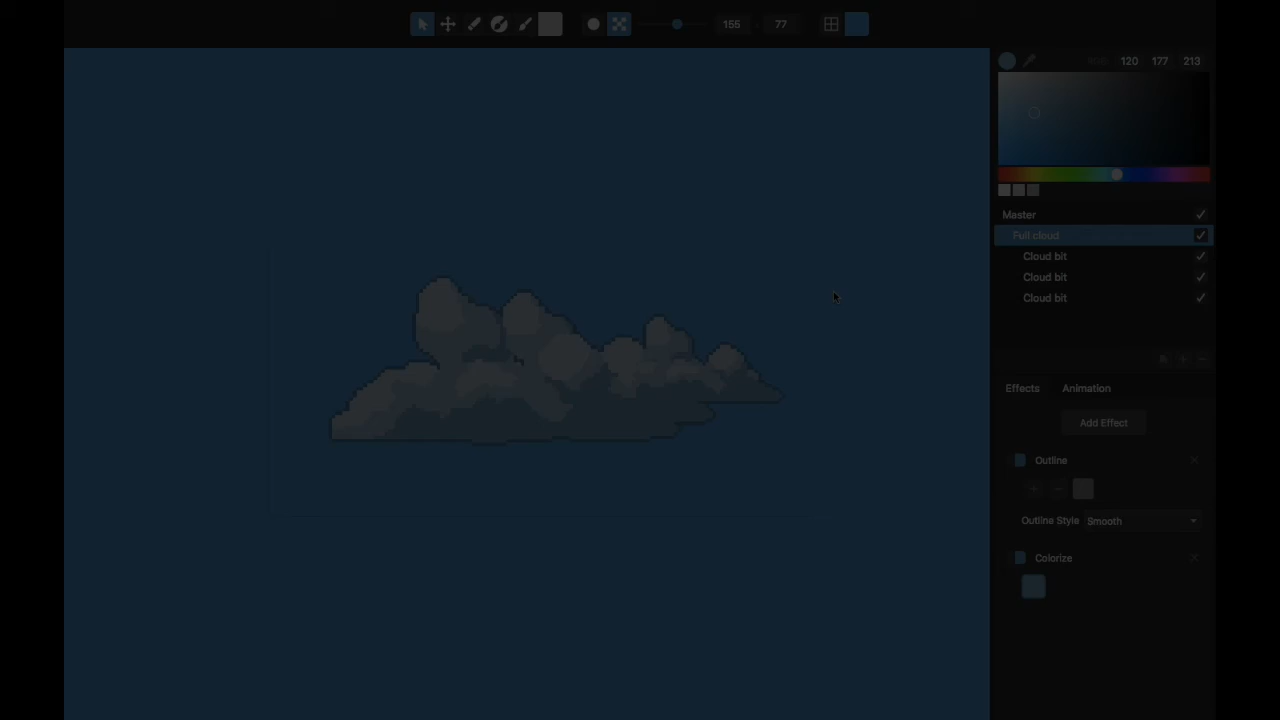 155 77
120 177 213
Master
Full cloud
Cloud bit
Cloud bit
Cloud bit
Effects Animation
Add Effect
Outline
Outline Style Smooth
Colorize